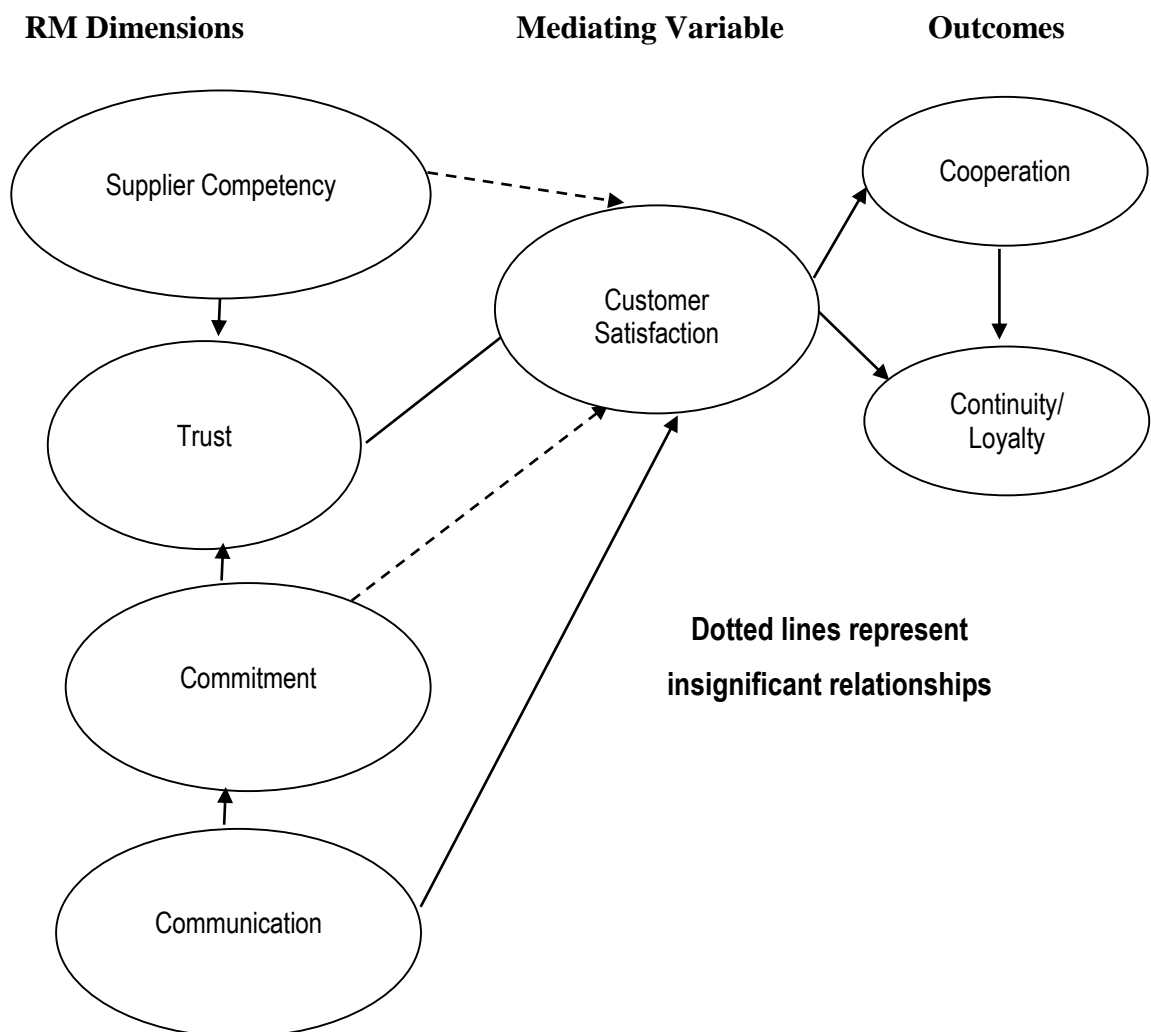 RM Dimensions
Mediating Variable
Outcomes
Supplier Competency
Cooperation
Customer
Satisfaction
Trust
Continuity/
Loyalty
Commitment
Dotted lines represent
insignificant relationships
Communication